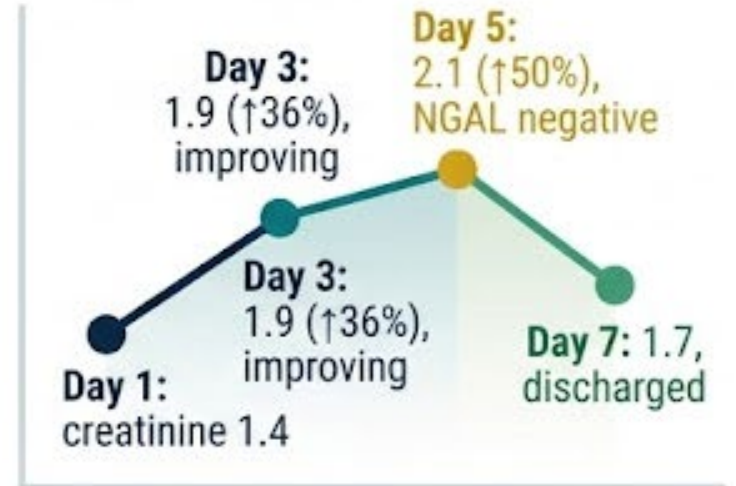 Day 3:
1.9 (↑36%),
improving
Day 5:
2.1 (↑50%),
NGAL negative
Day 3:
1.9 (↑36%),
improving
Day 1:
creatinine 1.4
Day 7: 1.7,
discharged